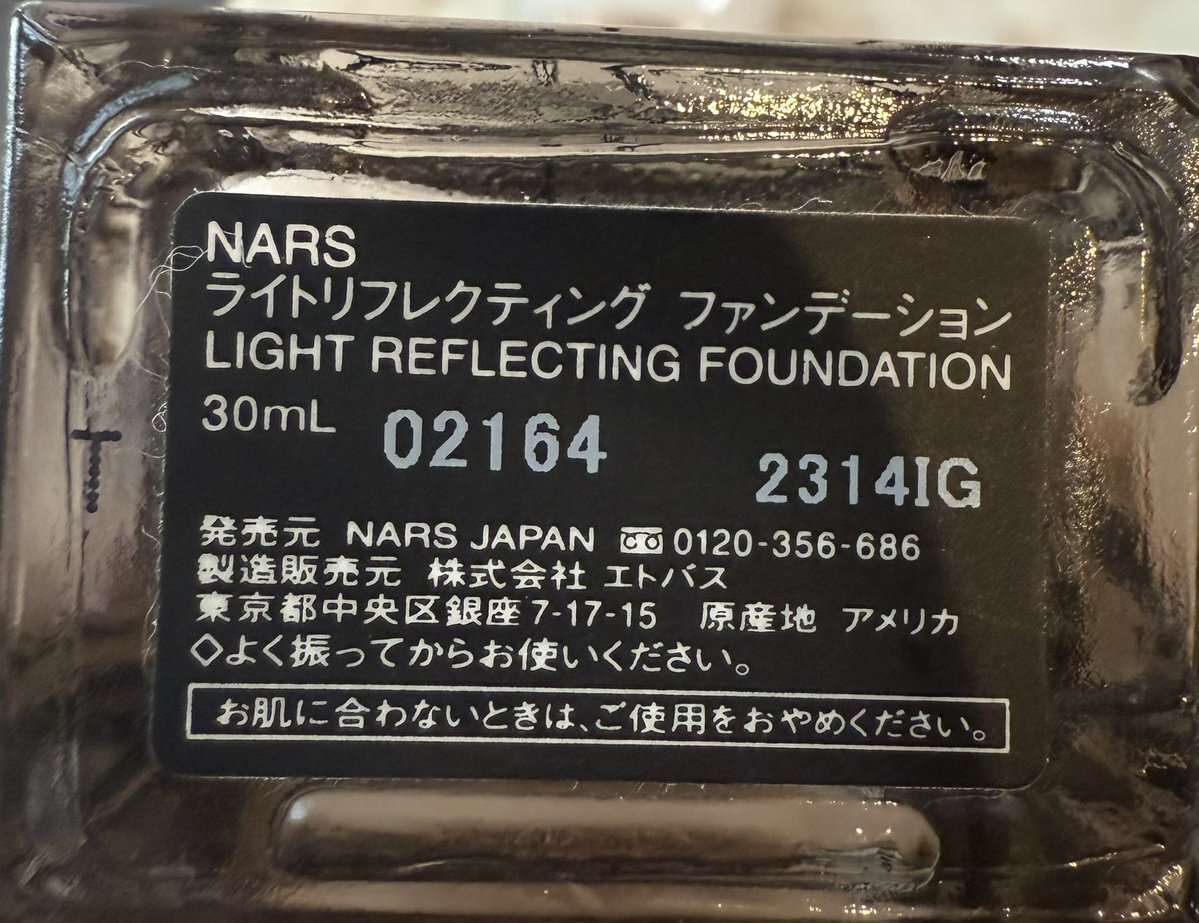 NARS
ライトリフレクティング ファンデーション
LIGHT REFLECTING FOUNDATION
30mL 02164 2314IG
発売元 NARS JAPAN 0120-356-686
製造販売元 株式会社 エトバス
東京都中央区銀座7-17-15 原産地 アメリカ
◇よく振ってからお使いください。
お肌に合わないときは、ご使用をおやめください。
T